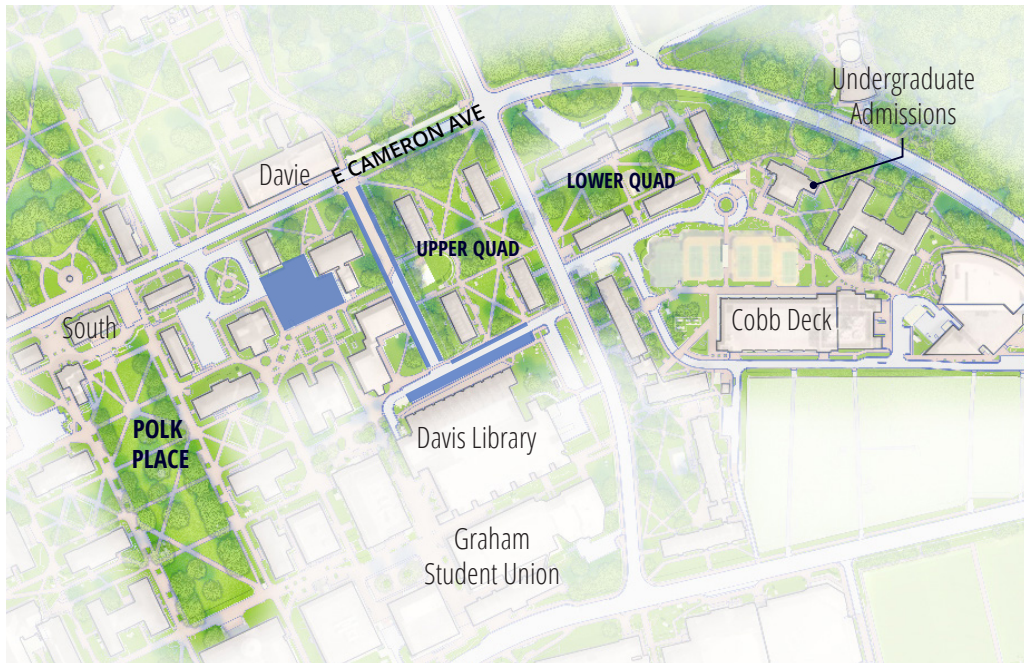 Undergraduate
Admissions
E CAMERON AVE
Davie
LOWER QUAD
UPPER QUAD
South
Cobb Deck
POLK
PLACE
Davis Library
Graham
Student Union